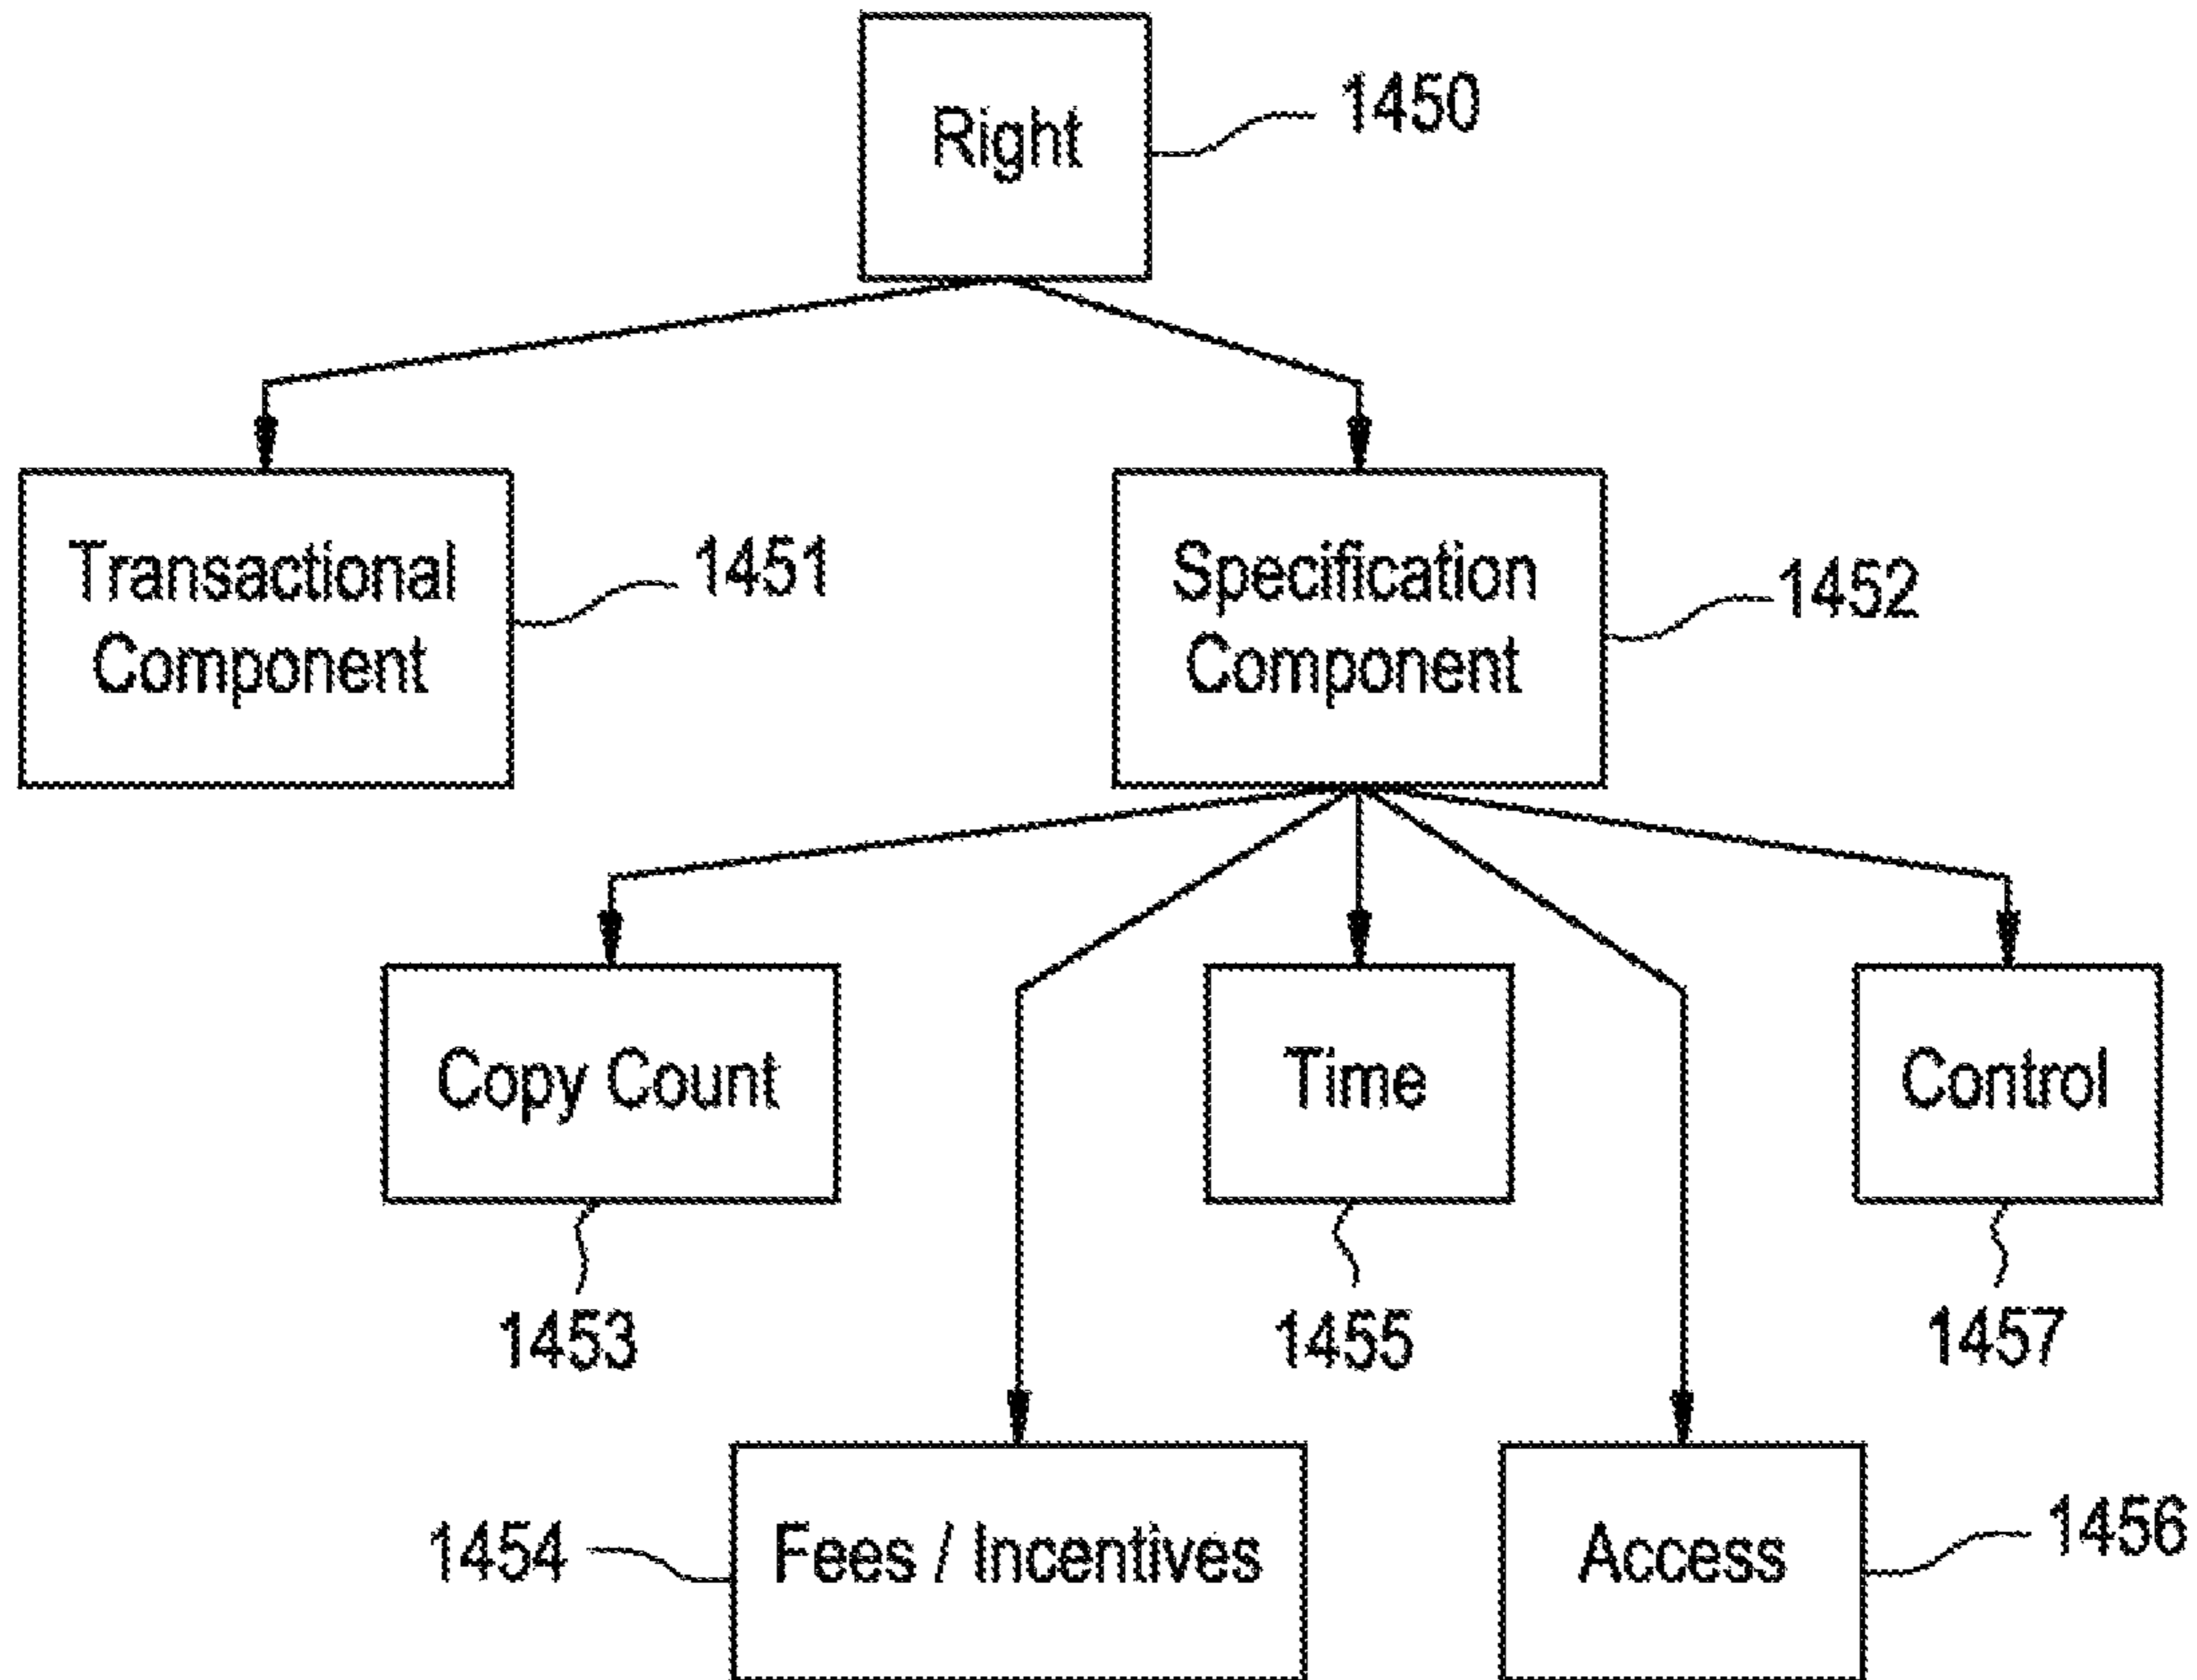 Right
1450
Transactional
Component
1451
Specification
Component
1452
Copy Count
1453
Time
1455
Control
1457
1454
Fees / Incentives
Access
1456